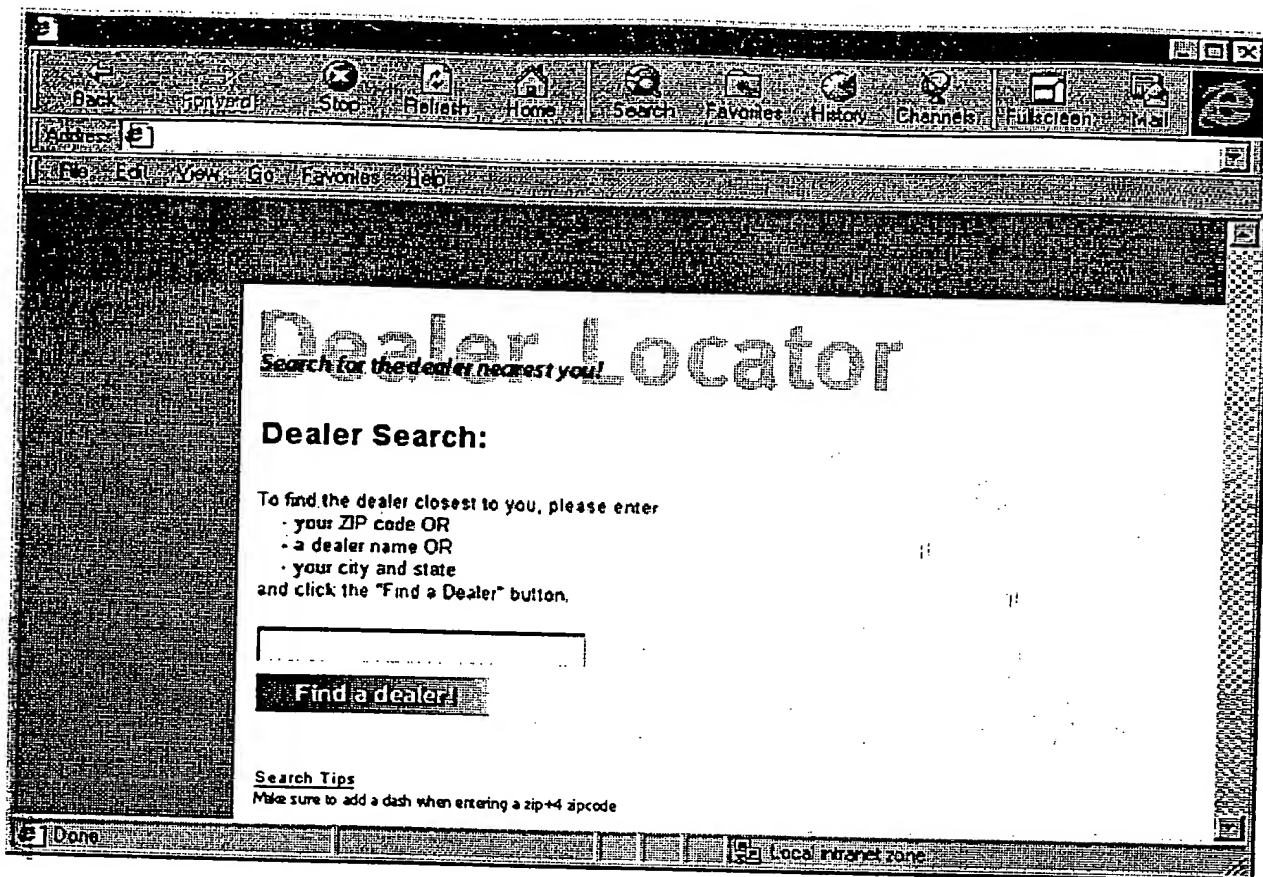 Back Forward Stop Refresh Home Search Favorites History Channels Fullscreen Mail
Address
File Edit View Go Favorites Help
Dealer Locator
Search for the dealer nearest you!
Dealer Search:
To find the dealer closest to you, please enter
- your ZIP code OR
- a dealer name OR
- your city and state
and click the "Find a Dealer" button.
Find a dealer!
Search Tips
Make sure to add a dash when entering a zip+4 zipcode
Done Local intranet zone